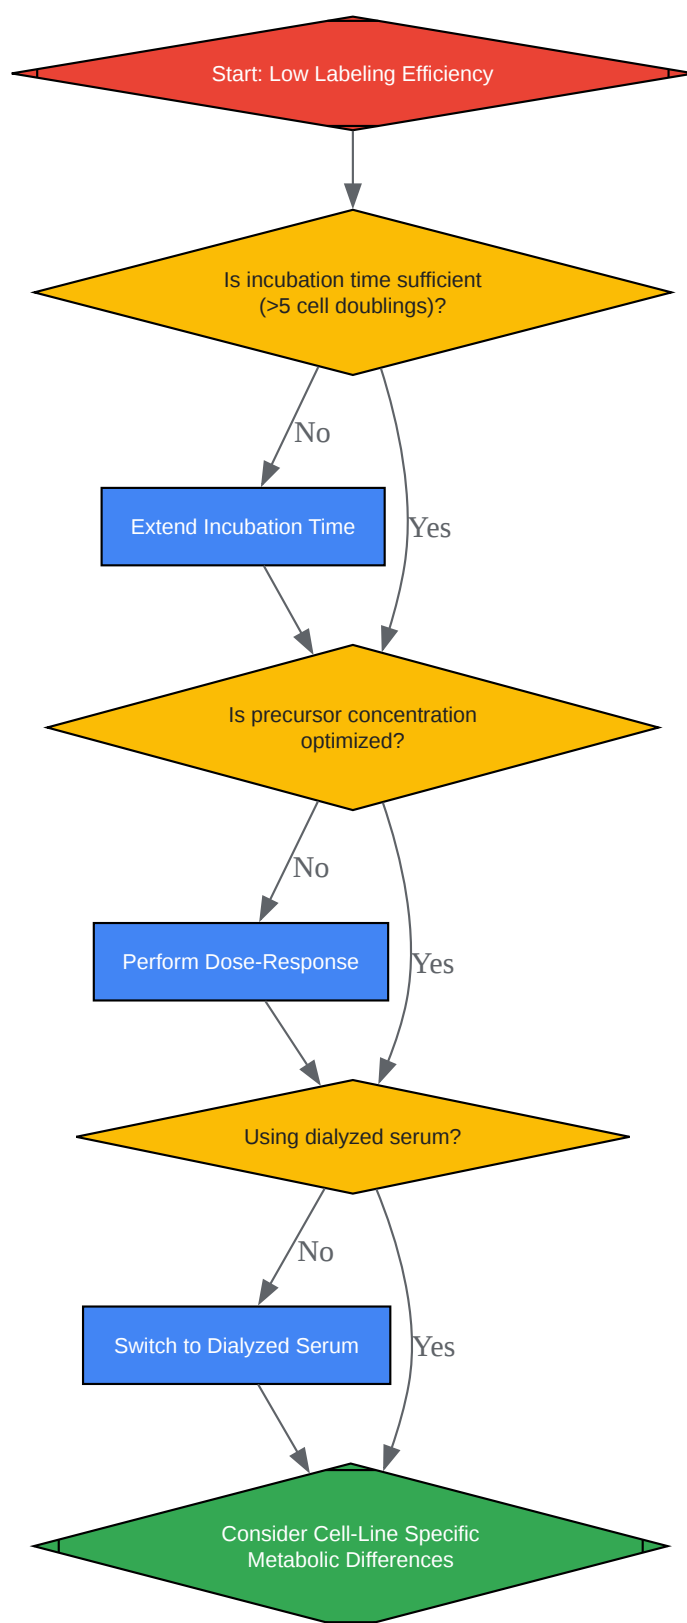 Start: Low Labeling Efficiency
Is incubation time sufficient
(>5 cell doublings)?
No
Extend Incubation Time
Yes
Is precursor concentration
optimized?
No
Perform Dose-Response
Yes
Using dialyzed serum?
No
Switch to Dialyzed Serum
Yes
Consider Cell-Line Specific
Metabolic Differences